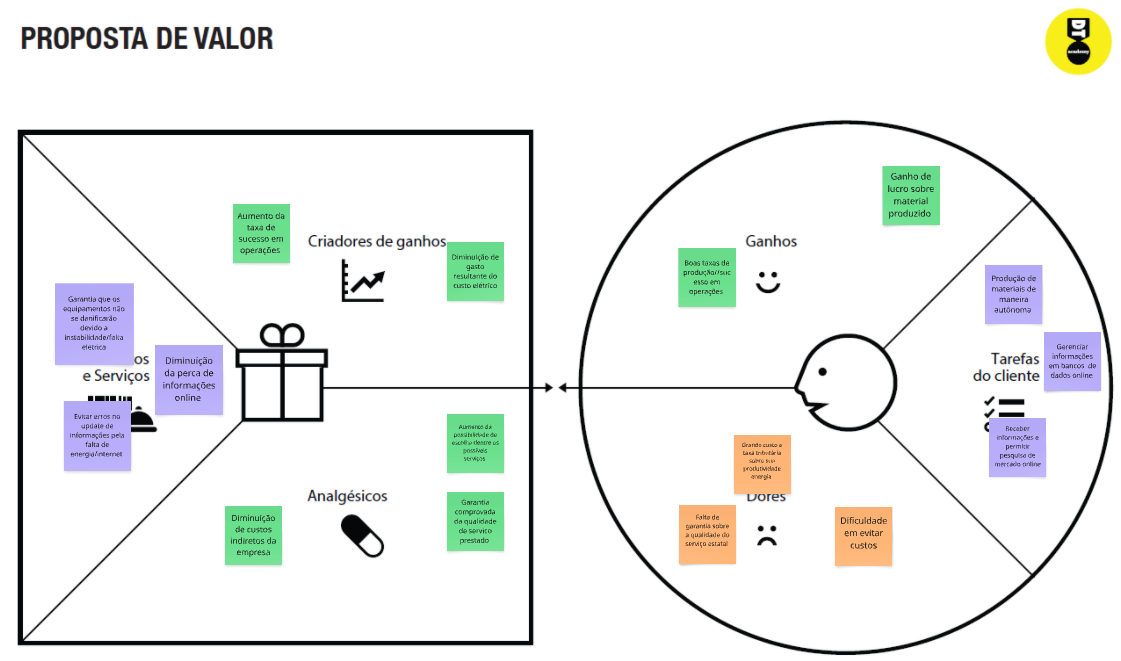 PROPOSTA DE VALOR
DT
academy
Aumento da
taxa de
sucesso em
operações
Criadores de ganhos
Diminuição de
gasto
resultante do
custo elétrico
Garantia que os
equipamentos não
se danificarão
devido a
instabilidade/falta
eletrica
os
e Serviços
Diminuição
da perca de
informações
online
Evitar erros no
update de
informações pela
falta de
energia/internet
Aumento da
possibilidade de
escolha dentre os
possíveis
serviços
Analgésicos
Garantia
comprovada
da qualidade
de serviço
prestado
Diminuição
de custos
indiretos da
empresa
Ganho de
lucro sobre
material
produzido
Ganhos
Boas taxas de
produção//suc
esso em
operações
Produção de
materiais de
maneira
autônoma
Gerenciar
informações
em bancos de
dados online
Tarefas
do cliente
Receber
informações e
permitir
pesquisa de
mercado online
Grande custo e
taxa tributária
sobre sua
produtividade
energia
Dores
Falta de
garantia sobre
a qualidade do
serviço estatal
Dificuldade
em evitar
custos